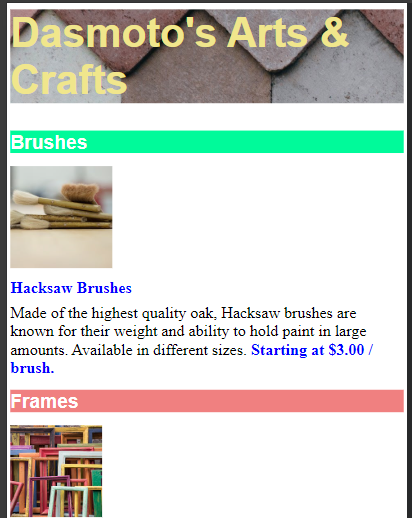 Dasmoto's Arts &
Crafts
Brushes
Hacksaw Brushes
Made of the highest quality oak, Hacksaw brushes are
known for their weight and ability to hold paint in large
amounts. Available in different sizes. Starting at $3.00 /
brush.
Frames